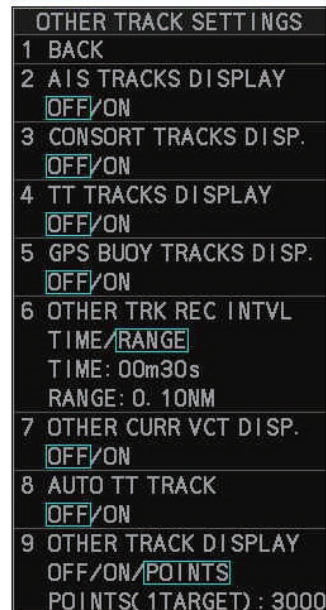 OTHER TRACK SETTINGS
1 BACK
2 AIS TRACKS DISPLAY
OFF/ON
3 CONSORT TRACKS DISP.
OFF/ON
4 TT TRACKS DISPLAY
OFF/ON
5 GPS BUOY TRACKS DISP.
OFF/ON
6 OTHER TRK REC INTVL
TIME/RANGE
TIME: 00m30s
RANGE: 0.10NM
7 OTHER CURR VCT DISP.
OFF/ON
8 AUTO TT TRACK
OFF/ON
9 OTHER TRACK DISPLAY
OFF/ON/POINTS
POINTS(1TARGET):3000